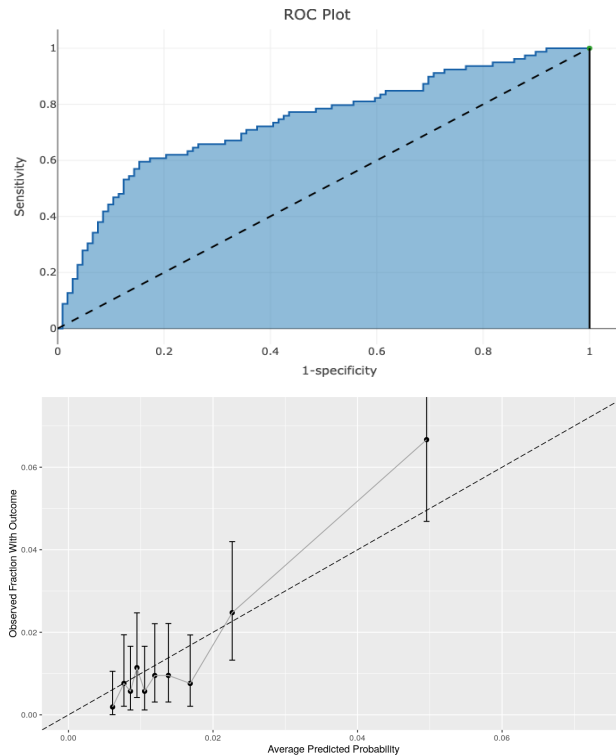 ROC Plot
1
0.8
0.6
0.4
0.2
0
Sensitivity
0 0.2 0.4 0.6 0.8 1
1-specificity
0.06
0.04
0.02
0.00
Observed Fraction With Outcome
0.00 0.02 0.04 0.06
Average Predicted Probability